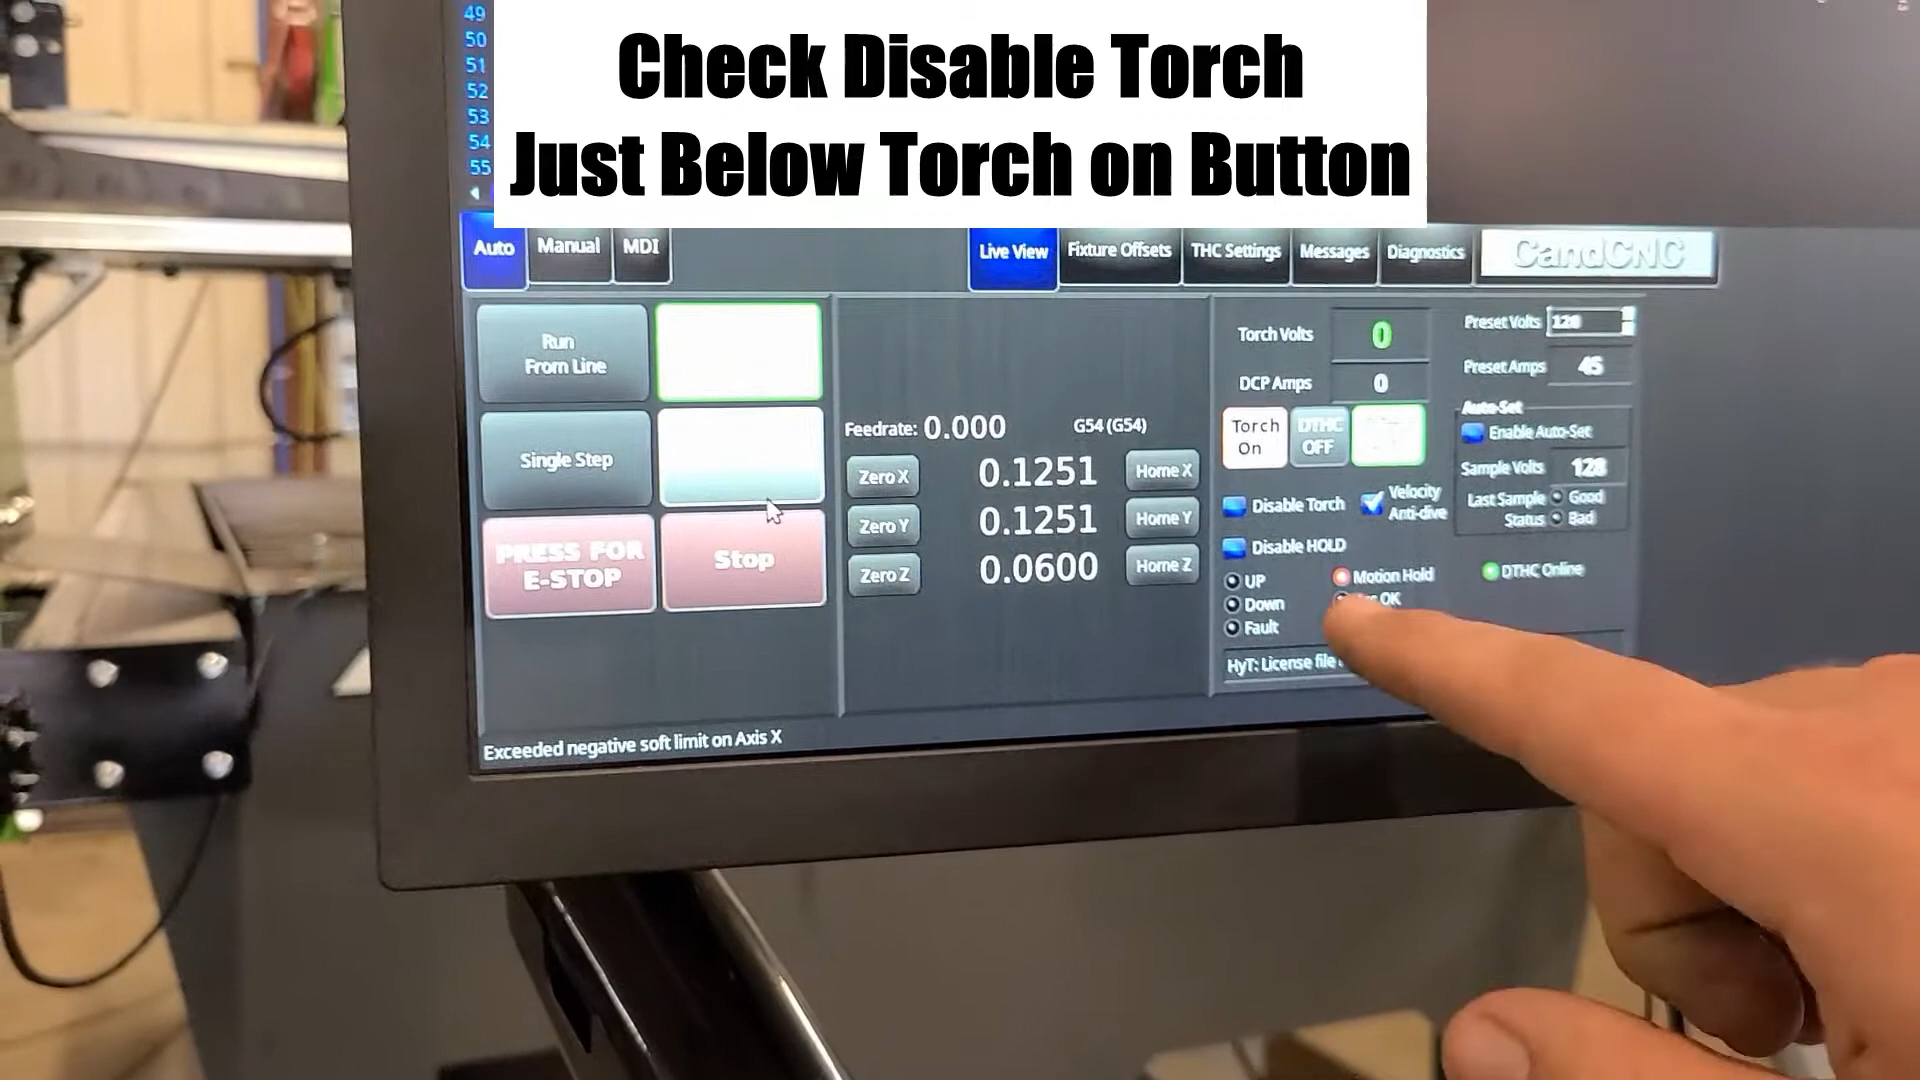 49
50
51
52
53
54
55
Check Disable Torch
Just Below Torch on Button
Auto
Manual
MDI
Live View
Fixture Offsets
THC Settings
Messages
Diagnostics
CandCNC
Run
From Line
Single Step
PRESS FOR
E-STOP
Stop
Feedrate: 0.000
G54 (G54)
Zero X
0.1251
Home X
Zero Y
0.1251
Home Y
Zero Z
0.0600
Home Z
Torch Volts
0
DCP Amps
0
Torch
On
DTHC
OFF
Disable Torch
Velocity
Anti-dive
Disable HOLD
UP
Down
Fault
Motion Hold
OK
HyT: License file
Preset Volts
128
Preset Amps
45
Auto-Set
Enable Auto-Set
Sample Volts
128
Last Sample
Status
Good
Bad
DTHC Online
Exceeded negative soft limit on Axis X